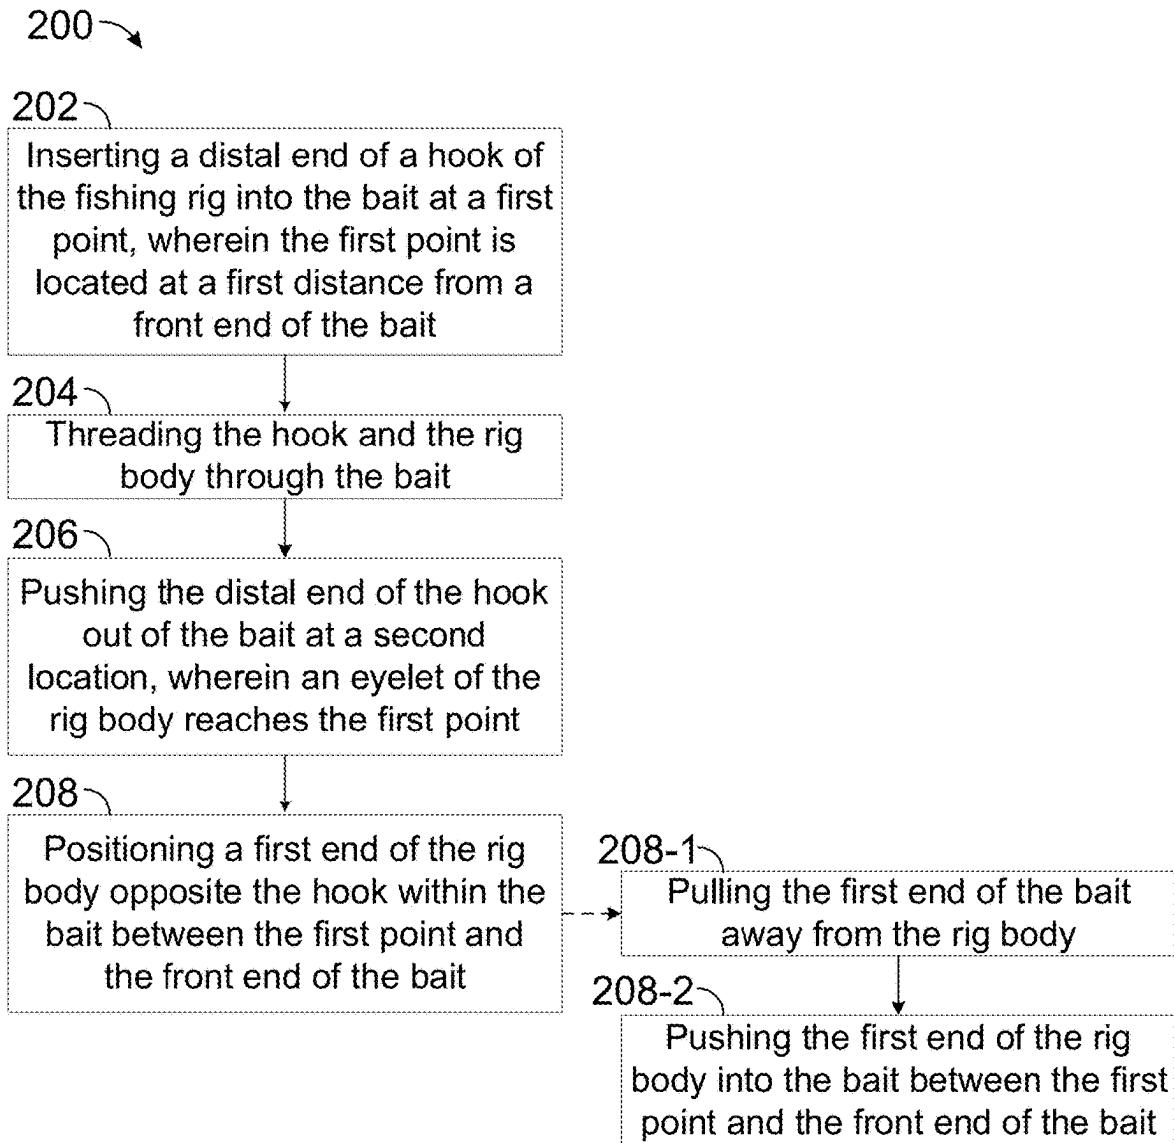 200
202
Inserting a distal end of a hook of
the fishing rig into the bait at a first
point, wherein the first point is
located at a first distance from a
front end of the bait
204
Threading the hook and the rig
body through the bait
206
Pushing the distal end of the hook
out of the bait at a second
location, wherein an eyelet of the
rig body reaches the first point
208
Positioning a first end of the rig
body opposite the hook within the
bait between the first point and
the front end of the bait
208-1
Pulling the first end of the bait
away from the rig body
208-2
Pushing the first end of the rig
body into the bait between the first
point and the front end of the bait